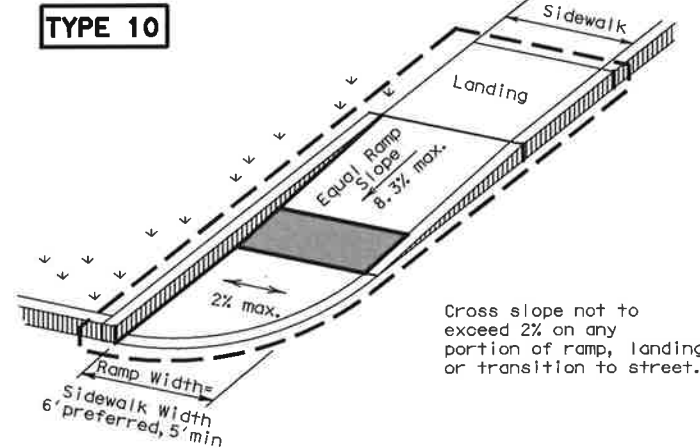 TYPE 10
Sidewalk
Landing
Equal Ramp
Slope
8.3% max.
2% max.
Cross slope not to
exceed 2% on any
portion of ramp, landing
or transition to street.
Ramp Width=
Sidewalk Width
6' preferred, 5' min